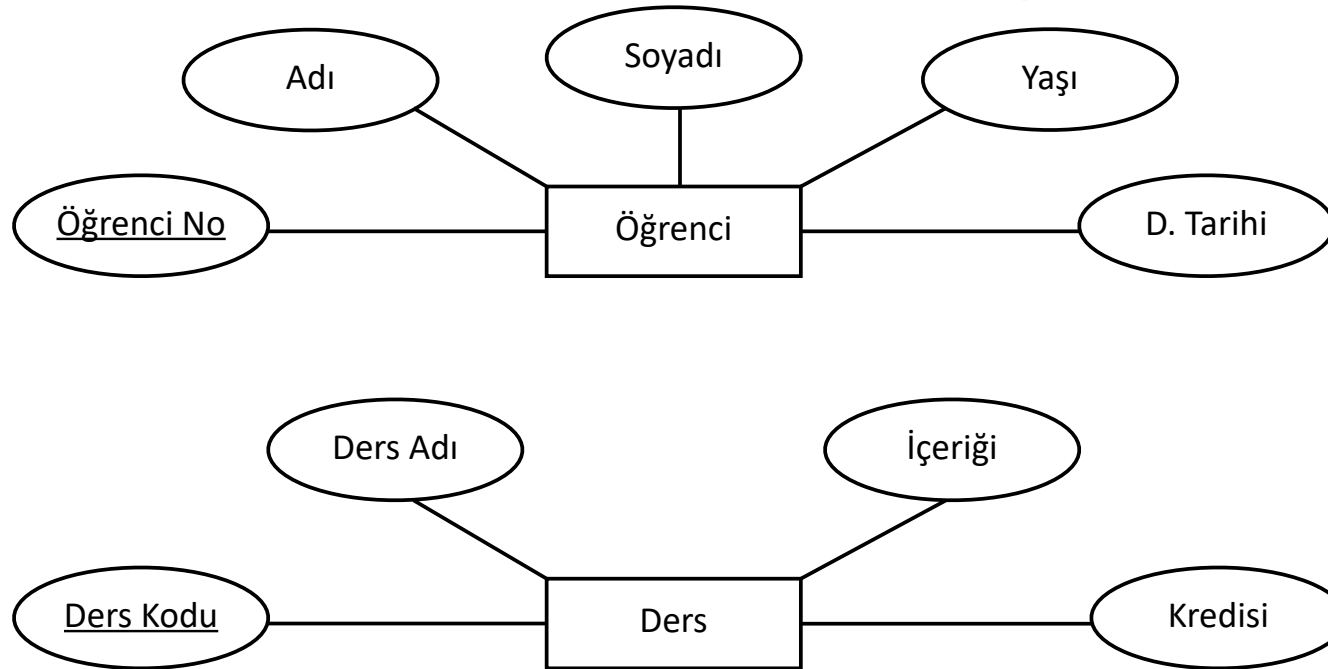 Soyadı
Adı
Yaşı
Öğrenci No
Öğrenci
D. Tarihi
Ders Adı
İçeriği
Ders Kodu
Ders
Kredisi